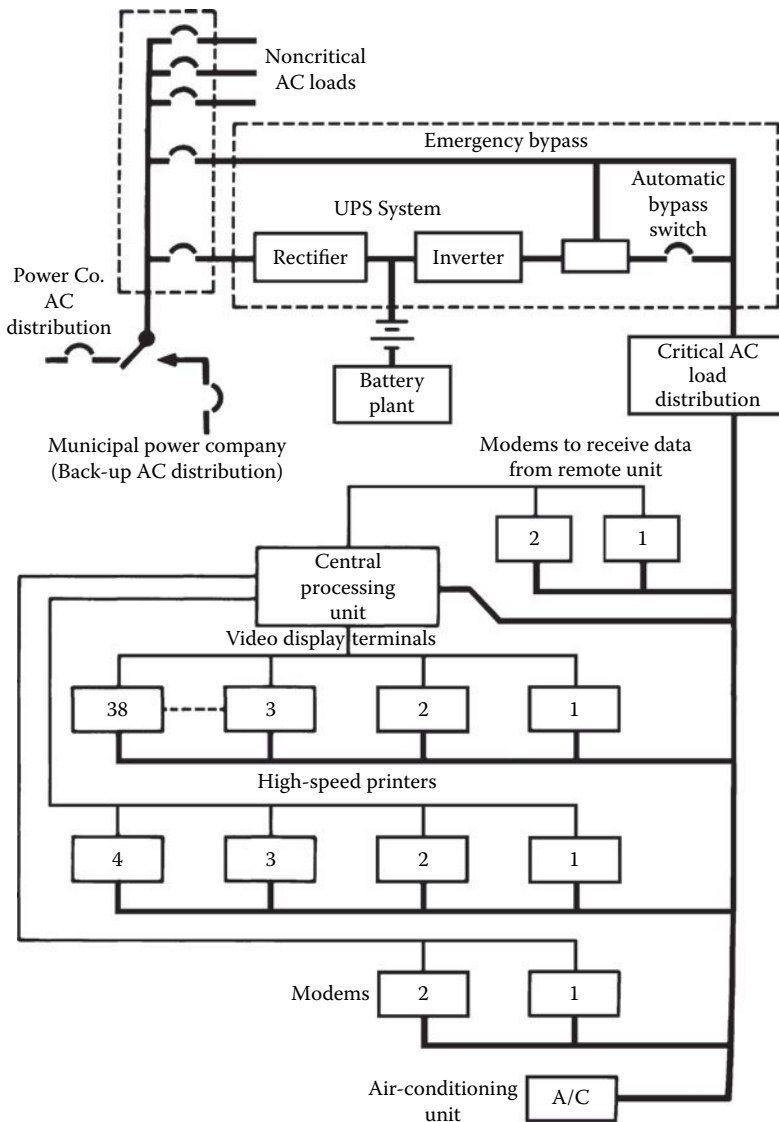 Noncritical
AC loads
Emergency bypass
Automatic
bypass
switch
UPS System
Rectifier
Inverter
Power Co.
AC
distribution
Battery
plant
Critical AC
load
distribution
Municipal power company
(Back-up AC distribution)
Modems to receive data
from remote unit
2
1
Central
processing
unit
Video display terminals
38
3
2
1
High-speed printers
4
3
2
1
Modems
2
1
Air-conditioning
unit
A/C